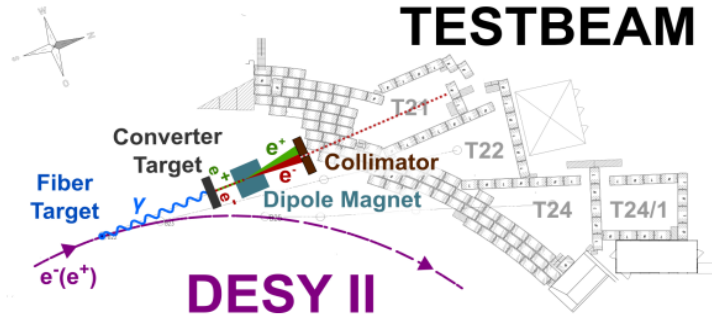 TESTBEAM
T21
T22
T24
T24/1
Converter
Target
Fiber
Target
γ
e+
e-
e+
e-
Collimator
Dipole Magnet
e-(e+)
DESY II